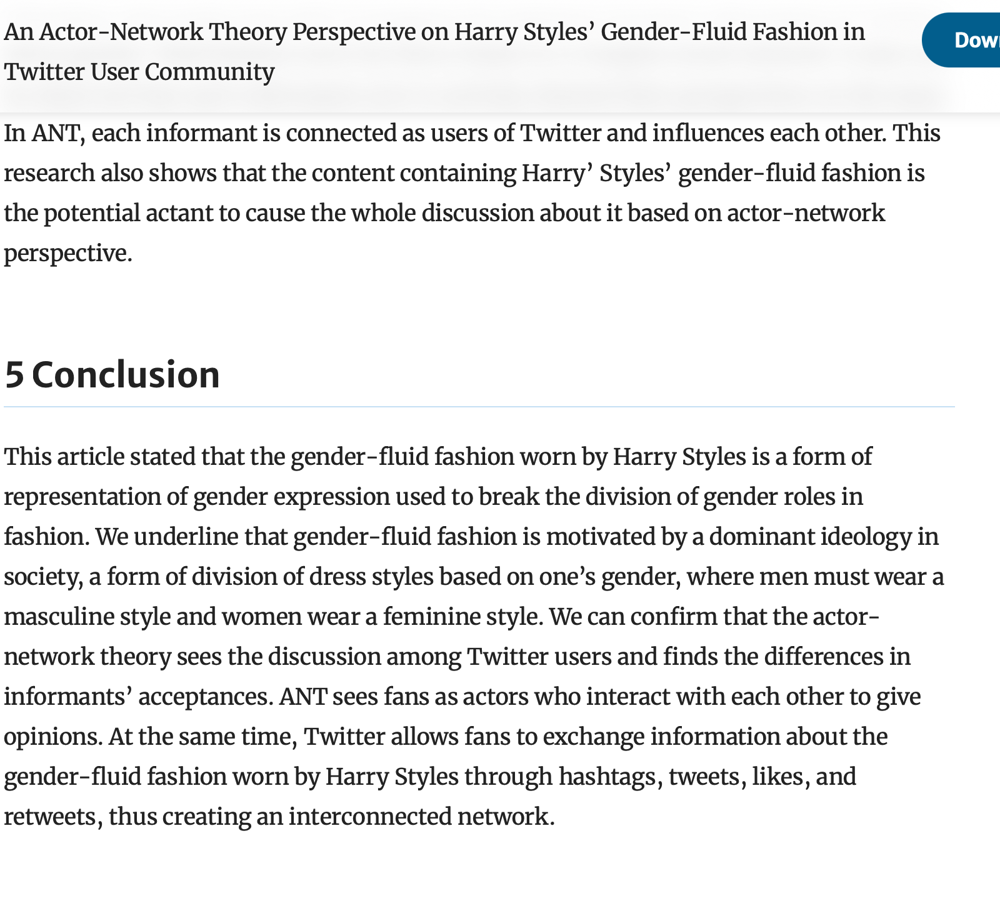 An Actor-Network Theory Perspective on Harry Styles’ Gender-Fluid Fashion in
Twitter User Community
In ANT, each informant is connected as users of Twitter and influences each other. This
research also shows that the content containing Harry’ Styles’ gender-fluid fashion is
the potential actant to cause the whole discussion about it based on actor-network
perspective.
5 Conclusion
This article stated that the gender-fluid fashion worn by Harry Styles is a form of
representation of gender expression used to break the division of gender roles in
fashion. We underline that gender-fluid fashion is motivated by a dominant ideology in
society, a form of division of dress styles based on one’s gender, where men must wear a
masculine style and women wear a feminine style. We can confirm that the actor-
network theory sees the discussion among Twitter users and finds the differences in
informants’ acceptances. ANT sees fans as actors who interact with each other to give
opinions. At the same time, Twitter allows fans to exchange information about the
gender-fluid fashion worn by Harry Styles through hashtags, tweets, likes, and
retweets, thus creating an interconnected network.